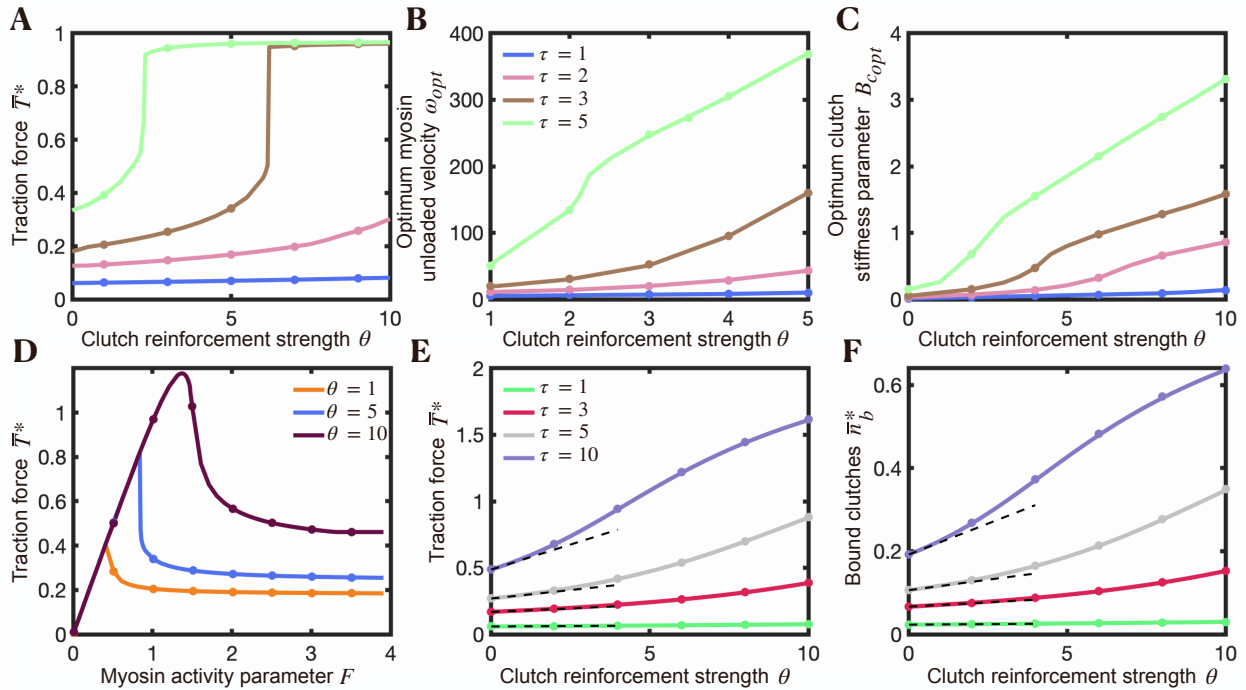 A
Traction force T̅*
1
0.8
0.6
0.4
0.2
0
0
5
10
Clutch reinforcement strength θ
B
Optimum myosin
unloaded velocity ω_opt
400
300
200
100
0
τ = 1
τ = 2
τ = 3
τ = 5
1
2
3
4
5
Clutch reinforcement strength θ
C
Optimum clutch
stiffness parameter B_{c_opt}
4
3
2
1
0
0
5
10
Clutch reinforcement strength θ
D
Traction force T̅*
1
0.8
0.6
0.4
0.2
0
θ = 1
θ = 5
θ = 10
0
1
2
3
4
Myosin activity parameter F
E
Traction force T̅*
2
1.5
1
0.5
0
τ = 1
τ = 3
τ = 5
τ = 10
0
5
10
Clutch reinforcement strength θ
F
Bound clutches n̅_b*
0.6
0.4
0.2
0
0
5
10
Clutch reinforcement strength θ